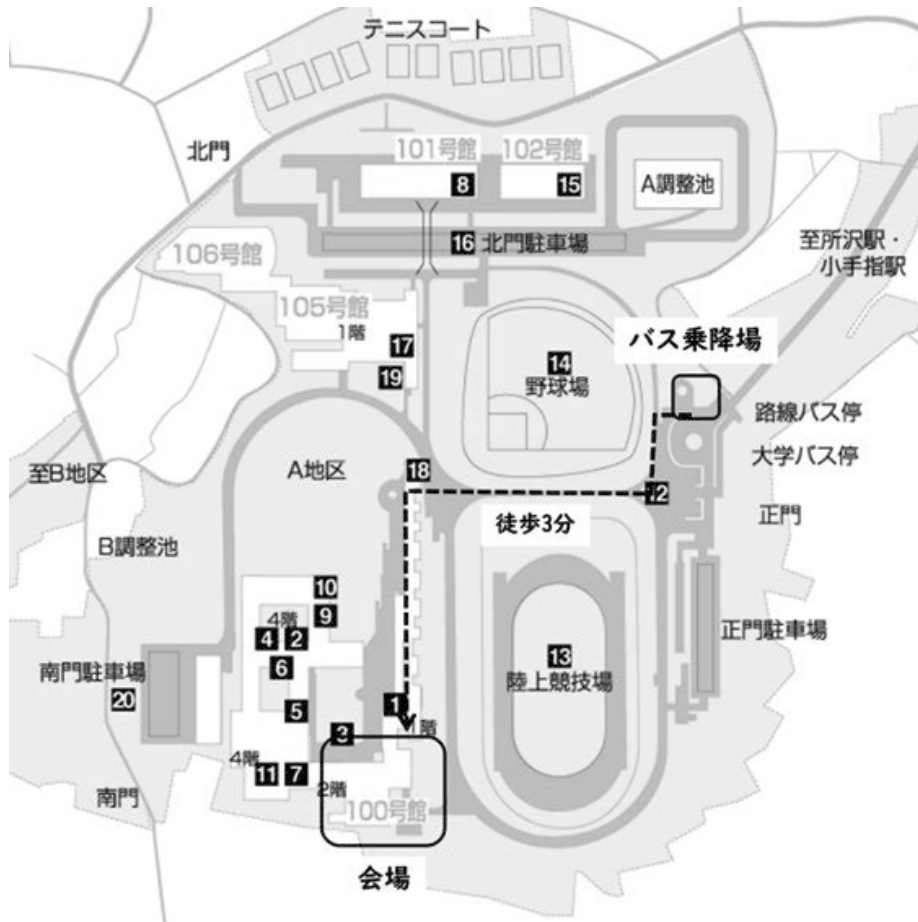 テニスコート
北門
101号館
102号館
8
15
A調整池
16
北門駐車場
至所沢駅・
小手指駅
106号館
105号館
1階
17
19
14
野球場
バス乗降場
路線バス停
大学バス停
正門
至B地区
A地区
18
12
徒歩3分
B調整池
10
9
4階
4
2
6
南門駐車場
20
5
13
陸上競技場
正門駐車場
1
階
3
4階
11
7
2階
南門
100号館
会場